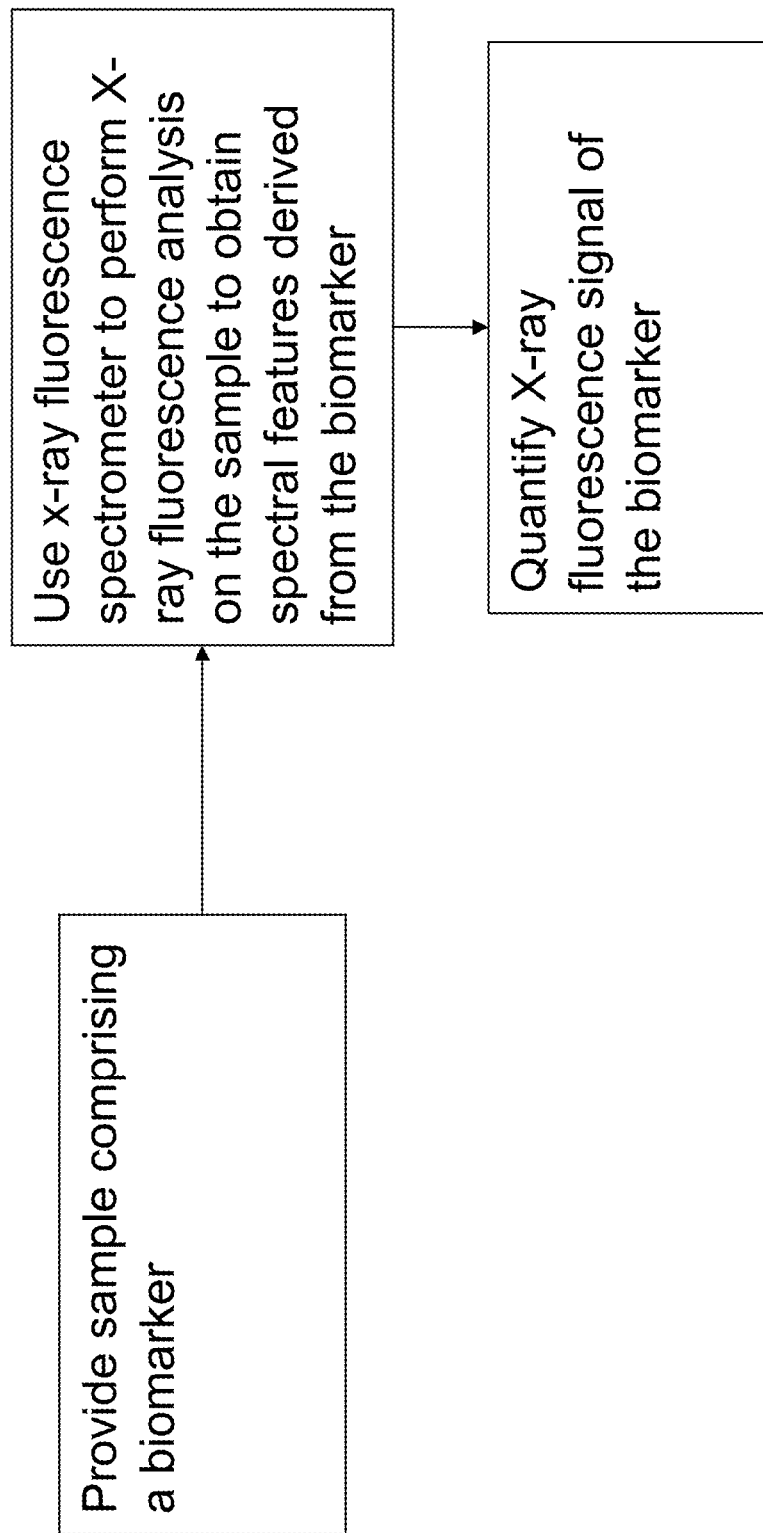 Provide sample comprising
a biomarker
Use x-ray fluorescence
spectrometer to perform X-
ray fluorescence analysis
on the sample to obtain
spectral features derived
from the biomarker
Quantify X-ray
fluorescence signal of
the biomarker